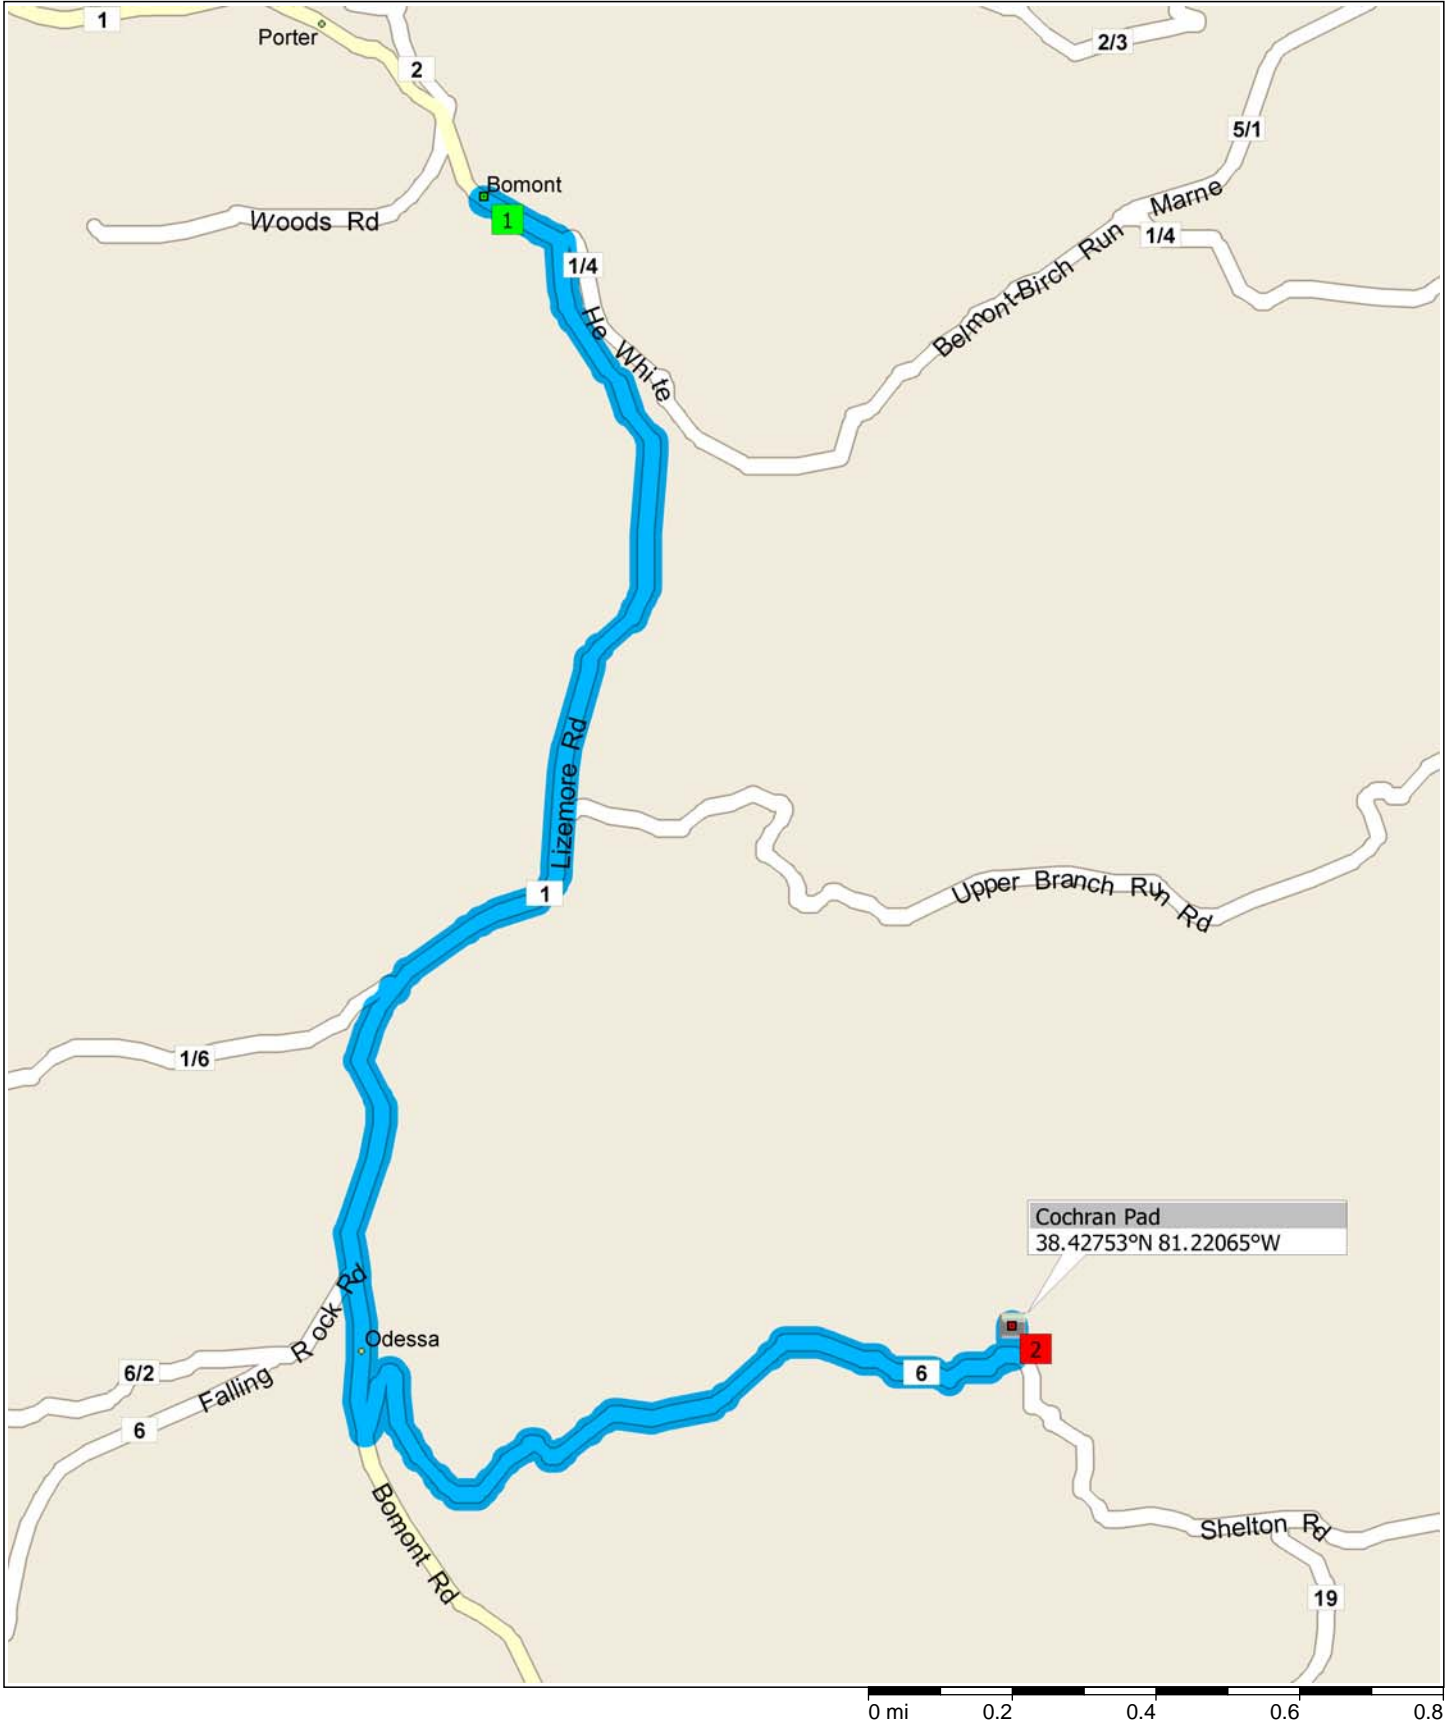 1
Porter
2
2/3
5/1
Bomont
1
Woods Rd
Marne
1/4
1/4
Belmont-Birch Run
He White
Lizemore Rd
1
Upper Branch Run Rd
1/6
Cochran Pad
38.42753°N 81.22065°W
Odessa
2
6/2
6
Falling Rock Rd
6
Bomont Rd
Shelton Rd
19
0 mi 0.2 0.4 0.6 0.8